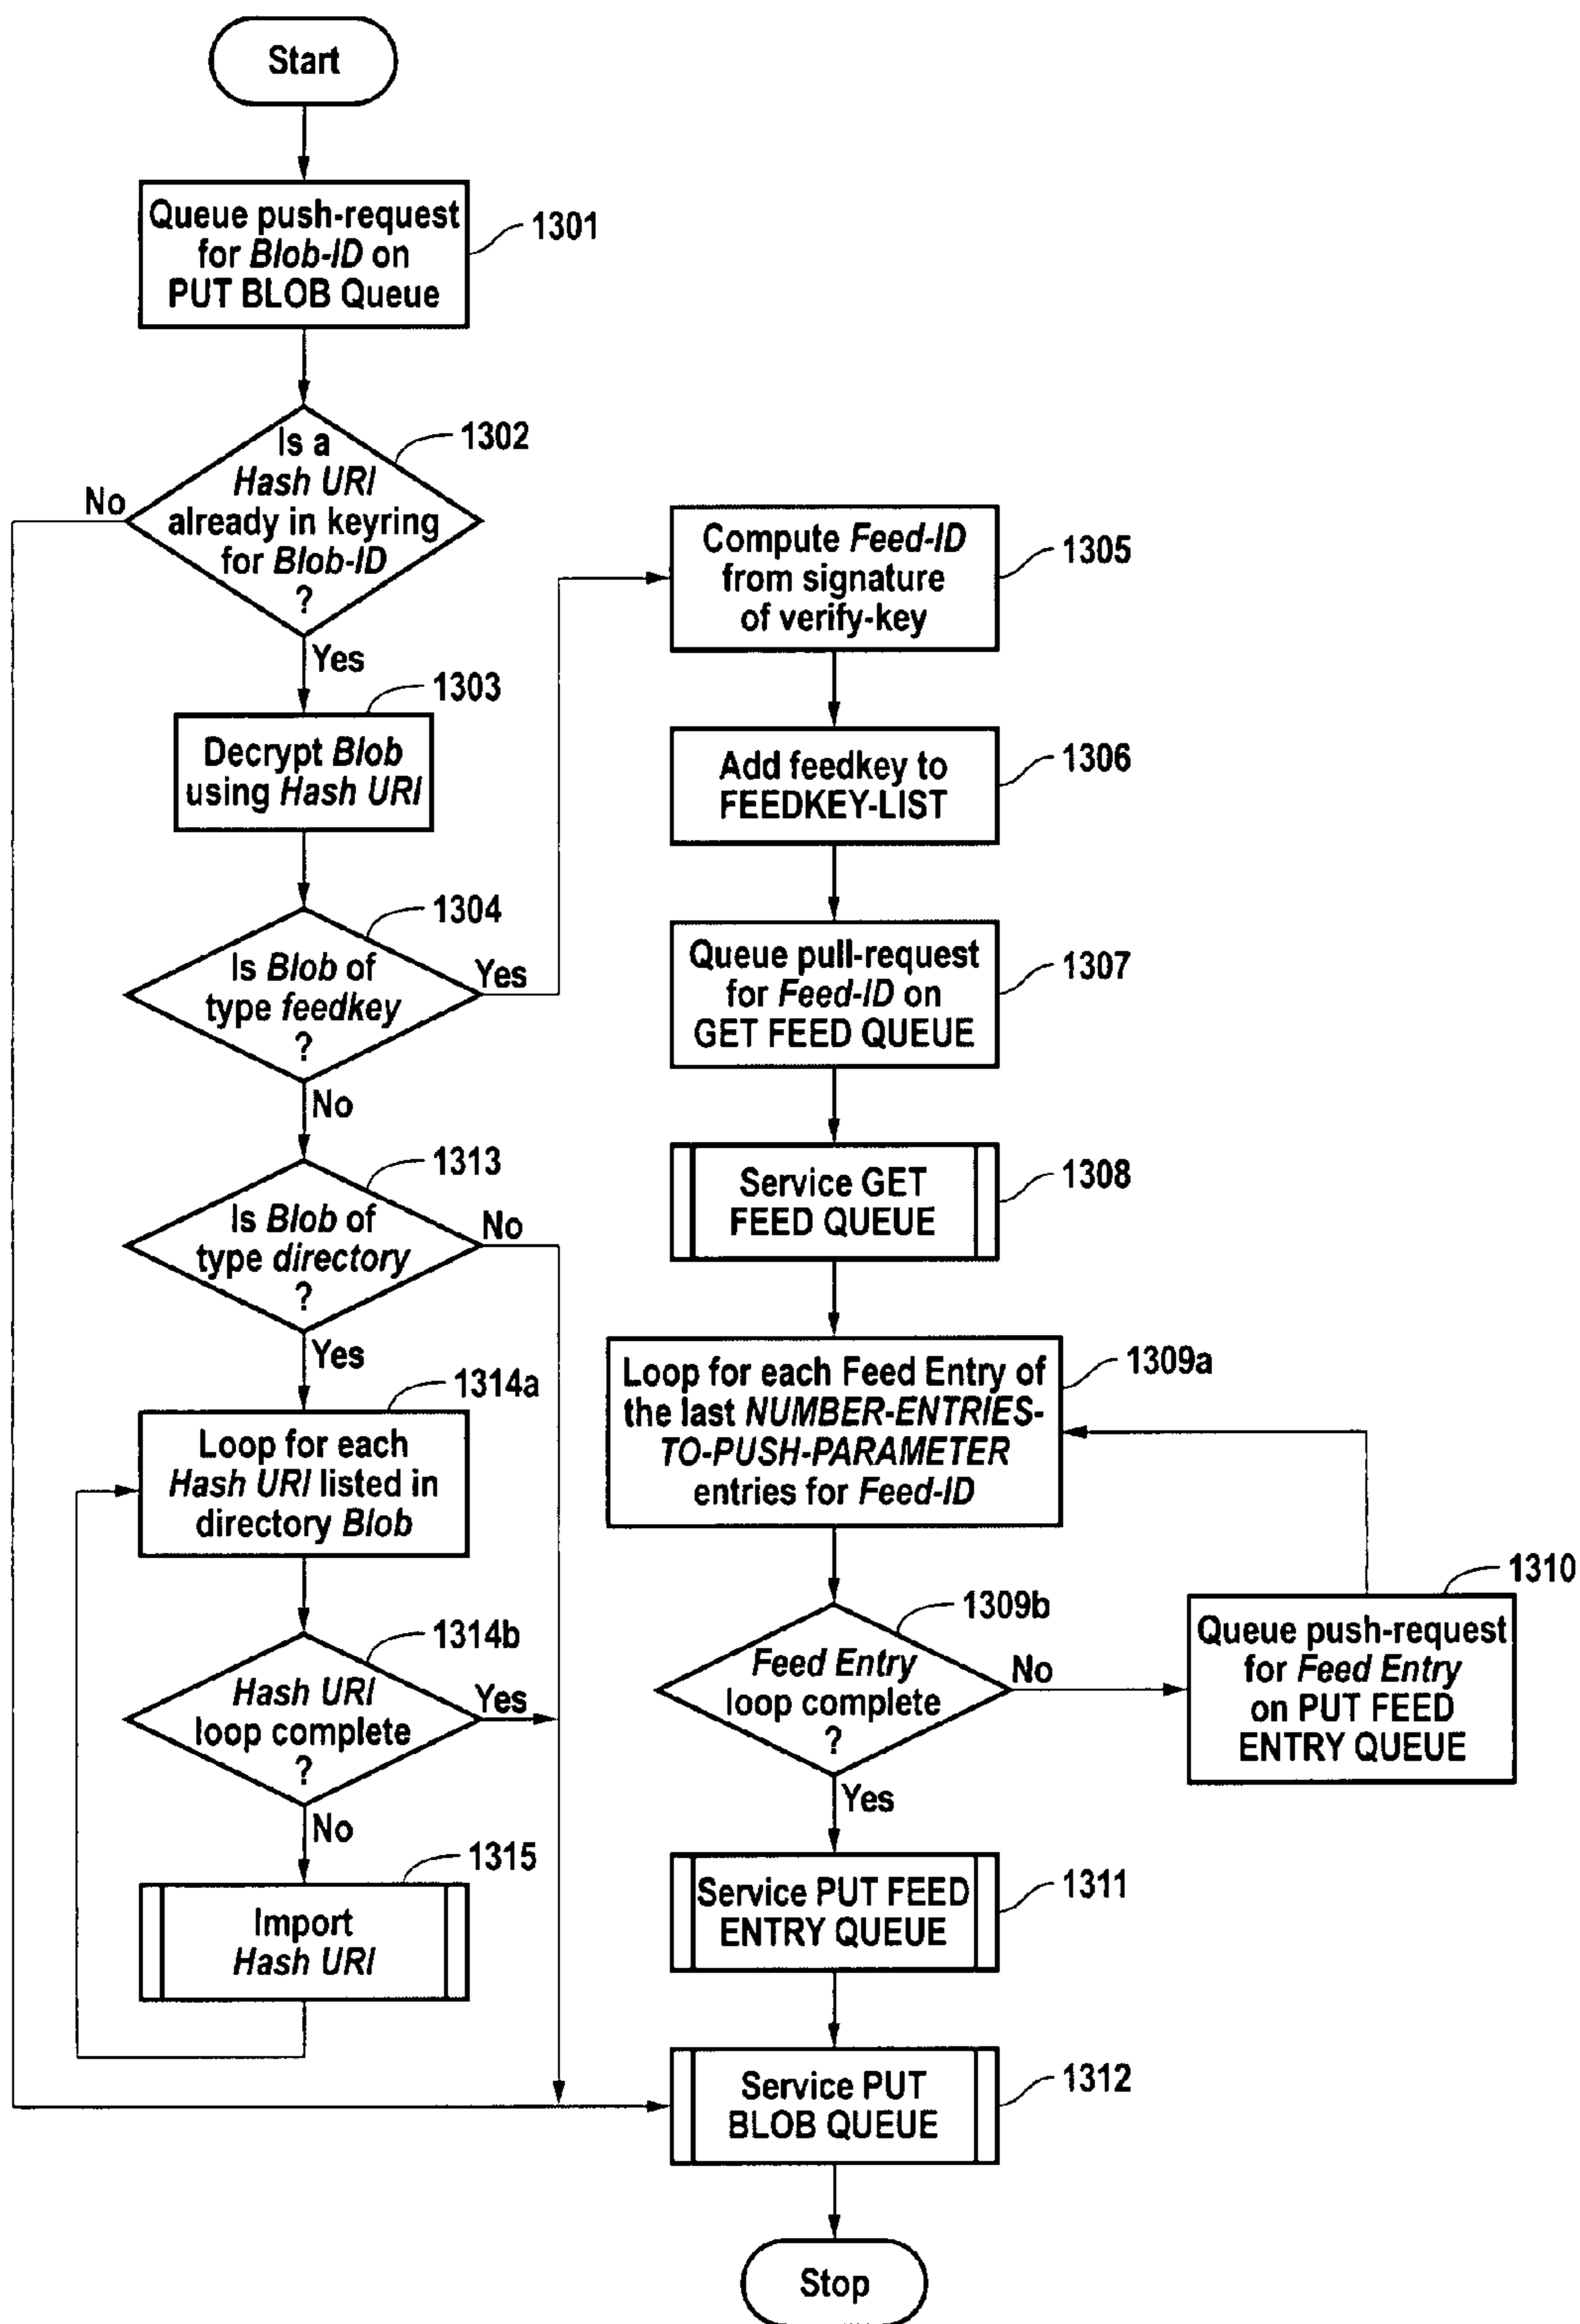 Start
Queue push-request
for Blob-ID on
PUT BLOB Queue
1301
Is a
Hash URI
already in keyring
for Blob-ID
?
1302
No
Yes
1303
Decrypt Blob
using Hash URI
1304
Is Blob of
type feedkey
?
Yes
No
1313
Is Blob of
type directory
?
No
Yes
1314a
Loop for each
Hash URI listed in
directory Blob
1314b
Hash URI
loop complete
?
Yes
No
1315
Import
Hash URI
Compute Feed-ID
from signature
of verify-key
1305
Add feedkey to
FEEDKEY-LIST
1306
Queue pull-request
for Feed-ID on
GET FEED QUEUE
1307
Service GET
FEED QUEUE
1308
Loop for each Feed Entry of
the last NUMBER-ENTRIES-
TO-PUSH-PARAMETER
entries for Feed-ID
1309a
1309b
Feed Entry
loop complete
?
No
Yes
1310
Queue push-request
for Feed Entry
on PUT FEED
ENTRY QUEUE
Service PUT FEED
ENTRY QUEUE
1311
Service PUT
BLOB QUEUE
1312
Stop